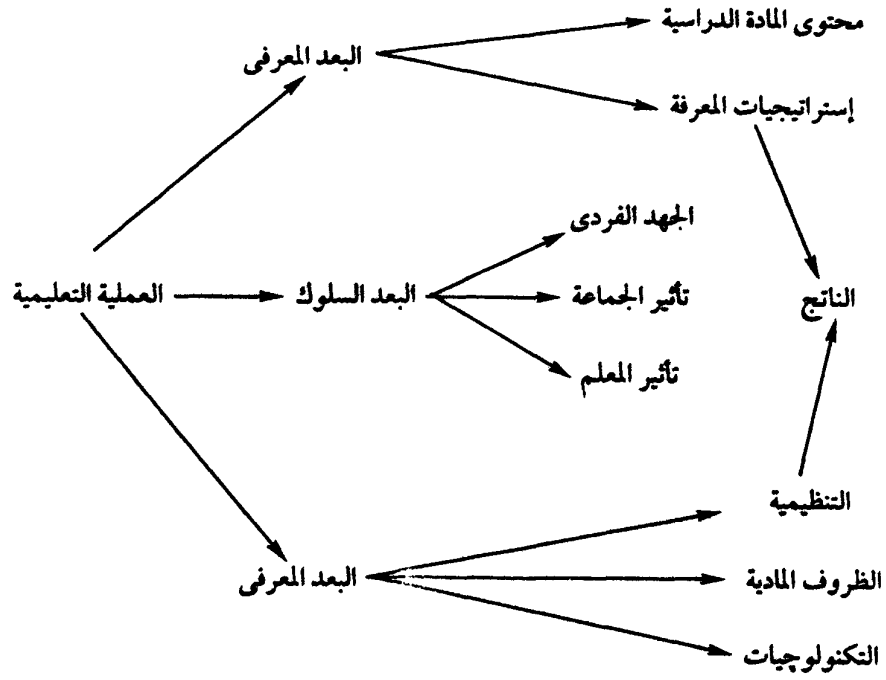 محتوى المادة الدراسية
البعد المعرفى
إستراتيجيات المعرفة
الجهد الفردى
العملية التعليمية
البعد السلوك
تأثير الجماعة
الناتج
تأثير المعلم
التنظيمية
البعد المعرفى
الظروف المادية
التكنولوچيات